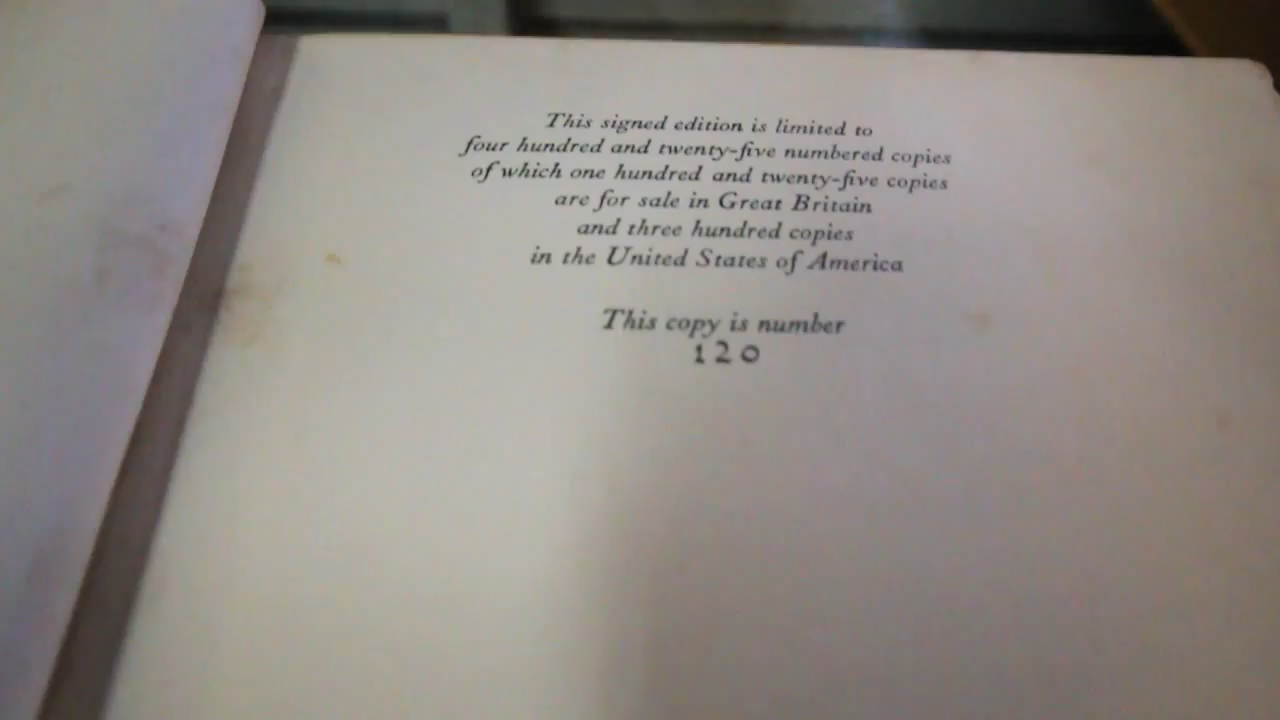 This signed edition is limited to
four hundred and twenty-five numbered copies
of which one hundred and twenty-five copies
are for sale in Great Britain
and three hundred copies
in the United States of America
This copy is number
120